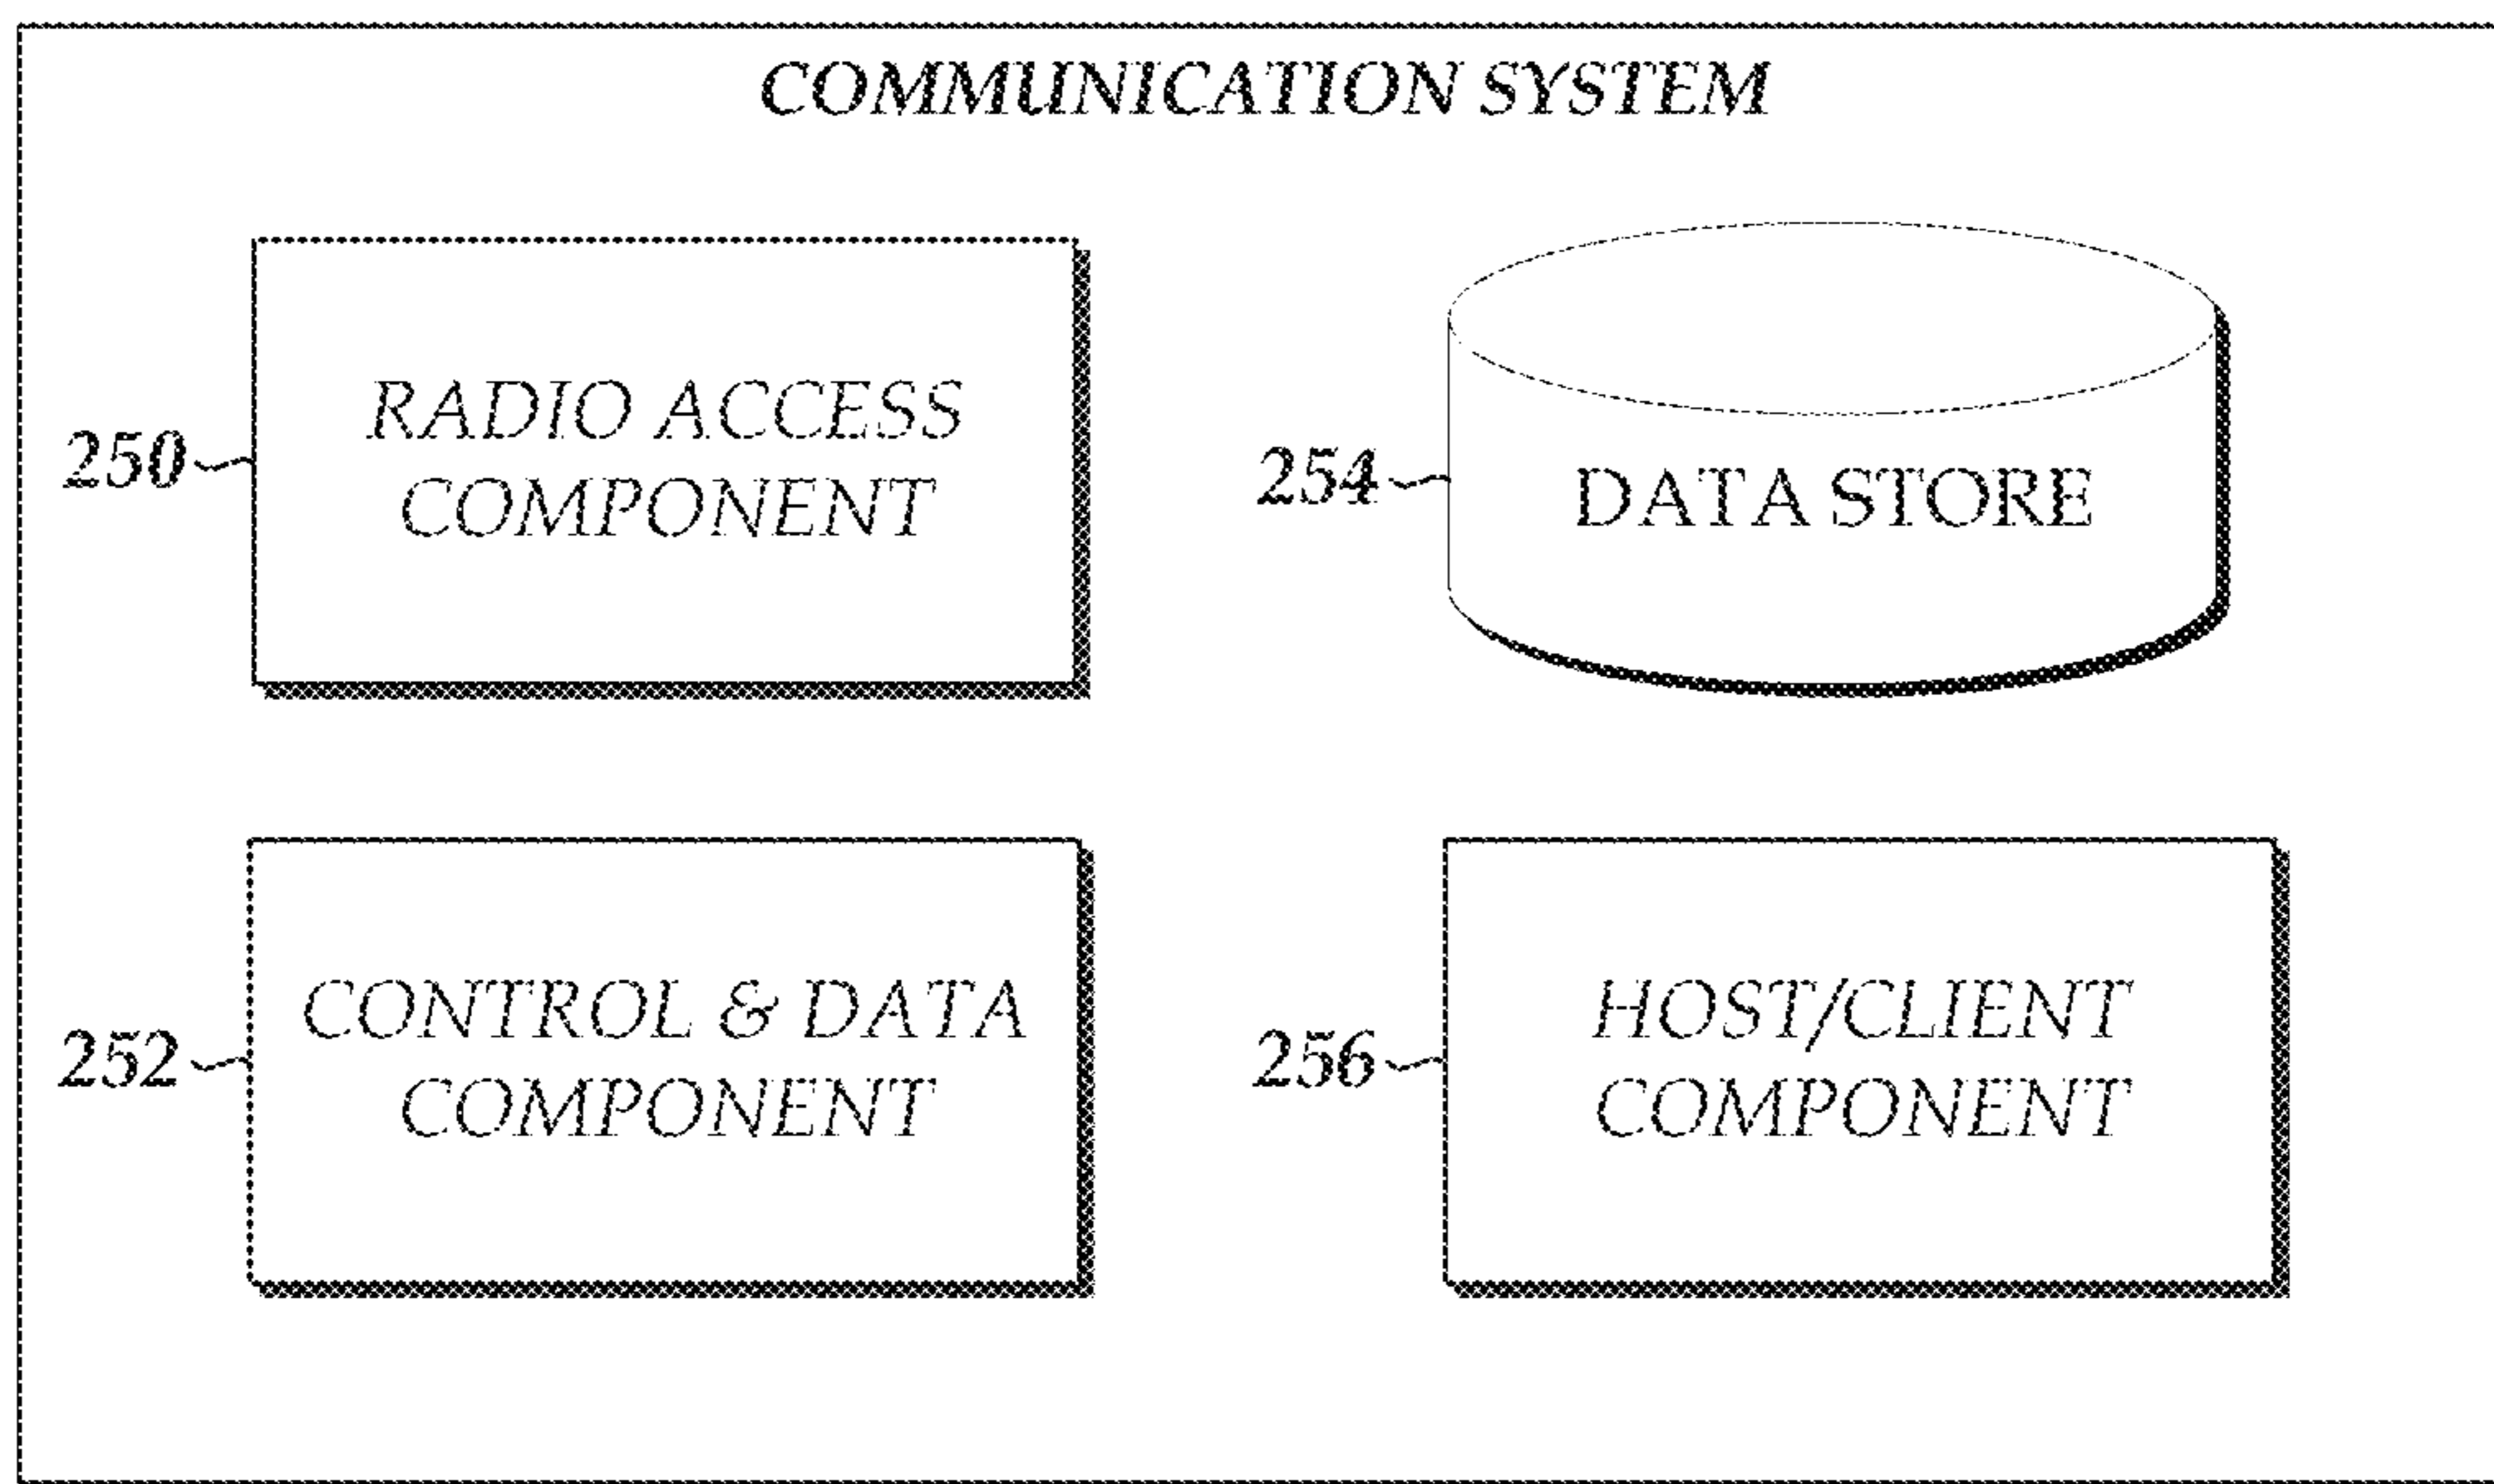 COMMUNICATION SYSTEM
RADIO ACCESS
COMPONENT
250
254
DATA STORE
CONTROL & DATA
COMPONENT
252
256
HOST/CLIENT
COMPONENT